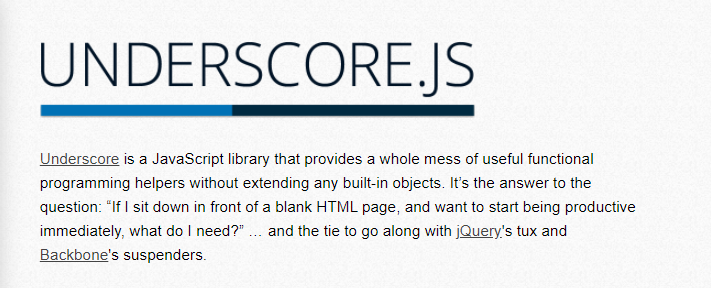 UNDERSCORE.JS
Underscore is a JavaScript library that provides a whole mess of useful functional
programming helpers without extending any built-in objects. It’s the answer to the
question: “If I sit down in front of a blank HTML page, and want to start being productive
immediately, what do I need?” … and the tie to go along with jQuery's tux and
Backbone's suspenders.